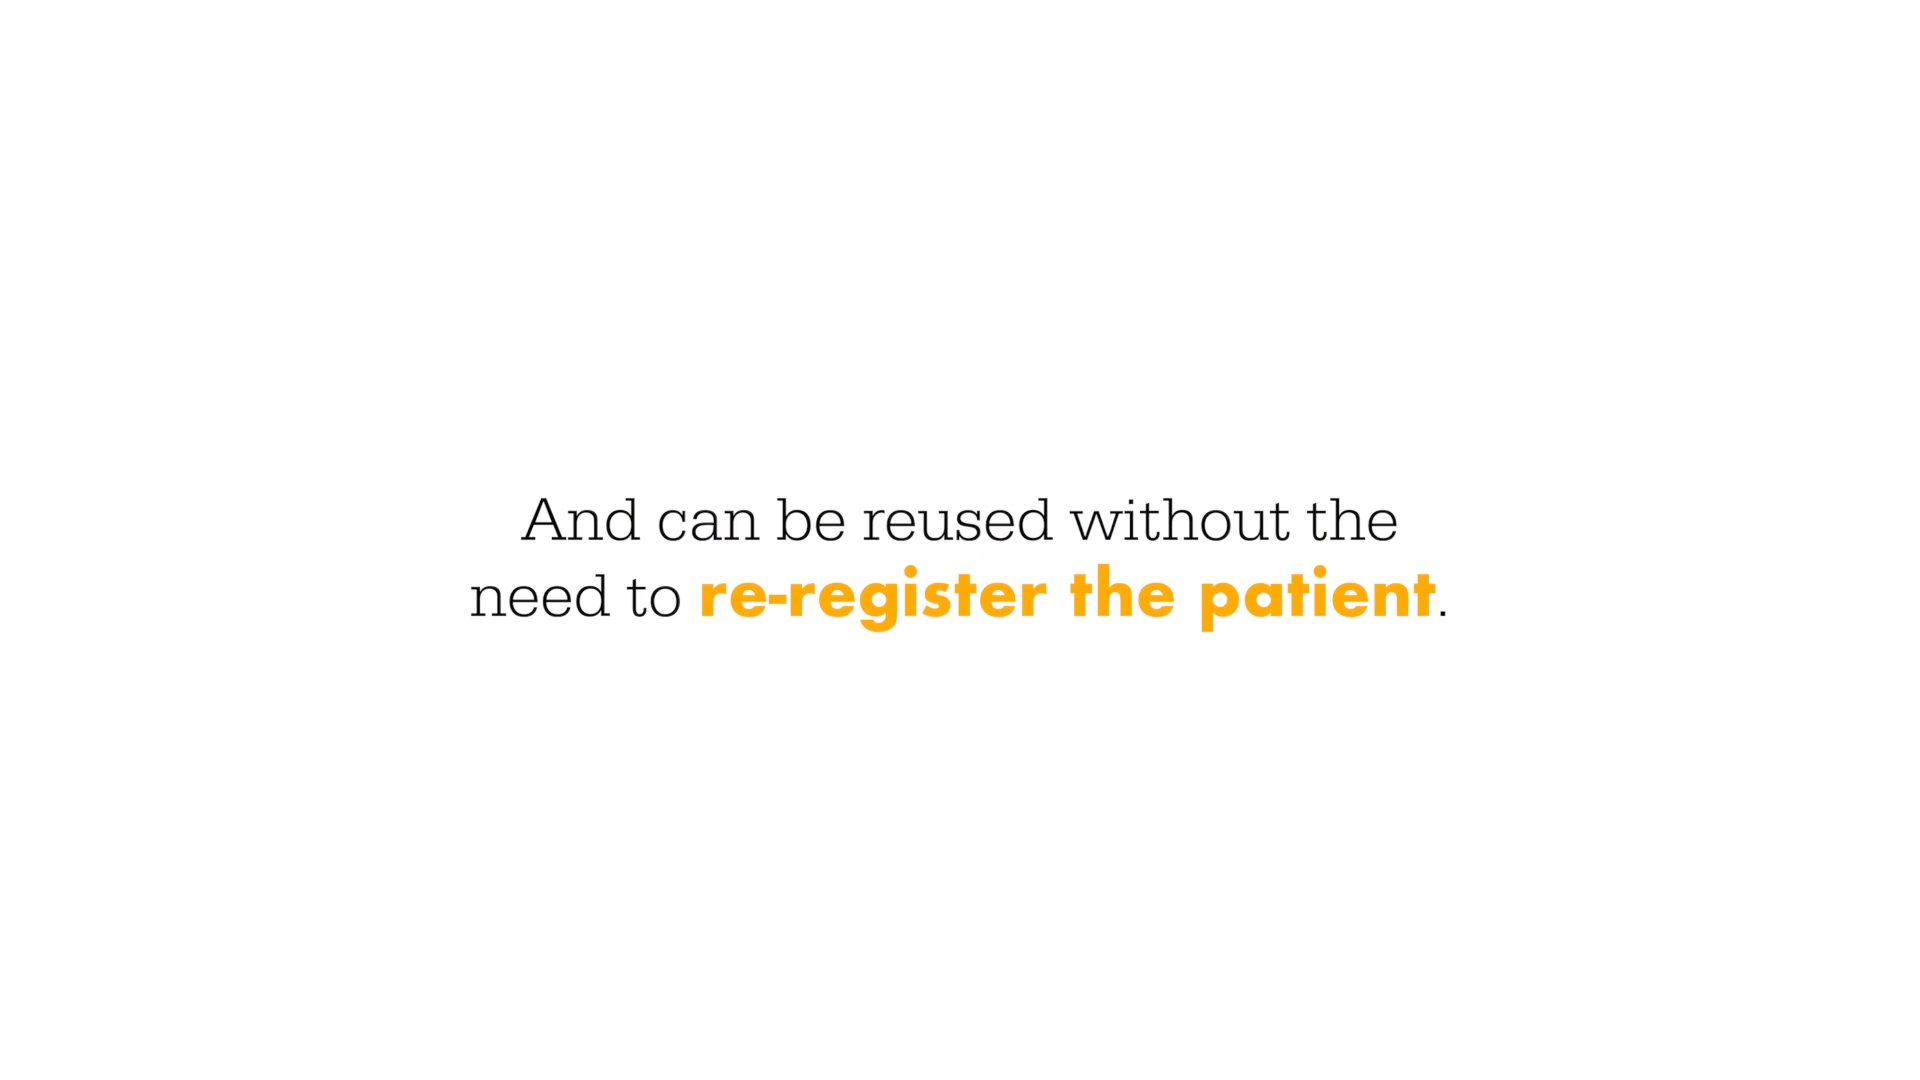 And can be reused without the
need to re-register the patient.